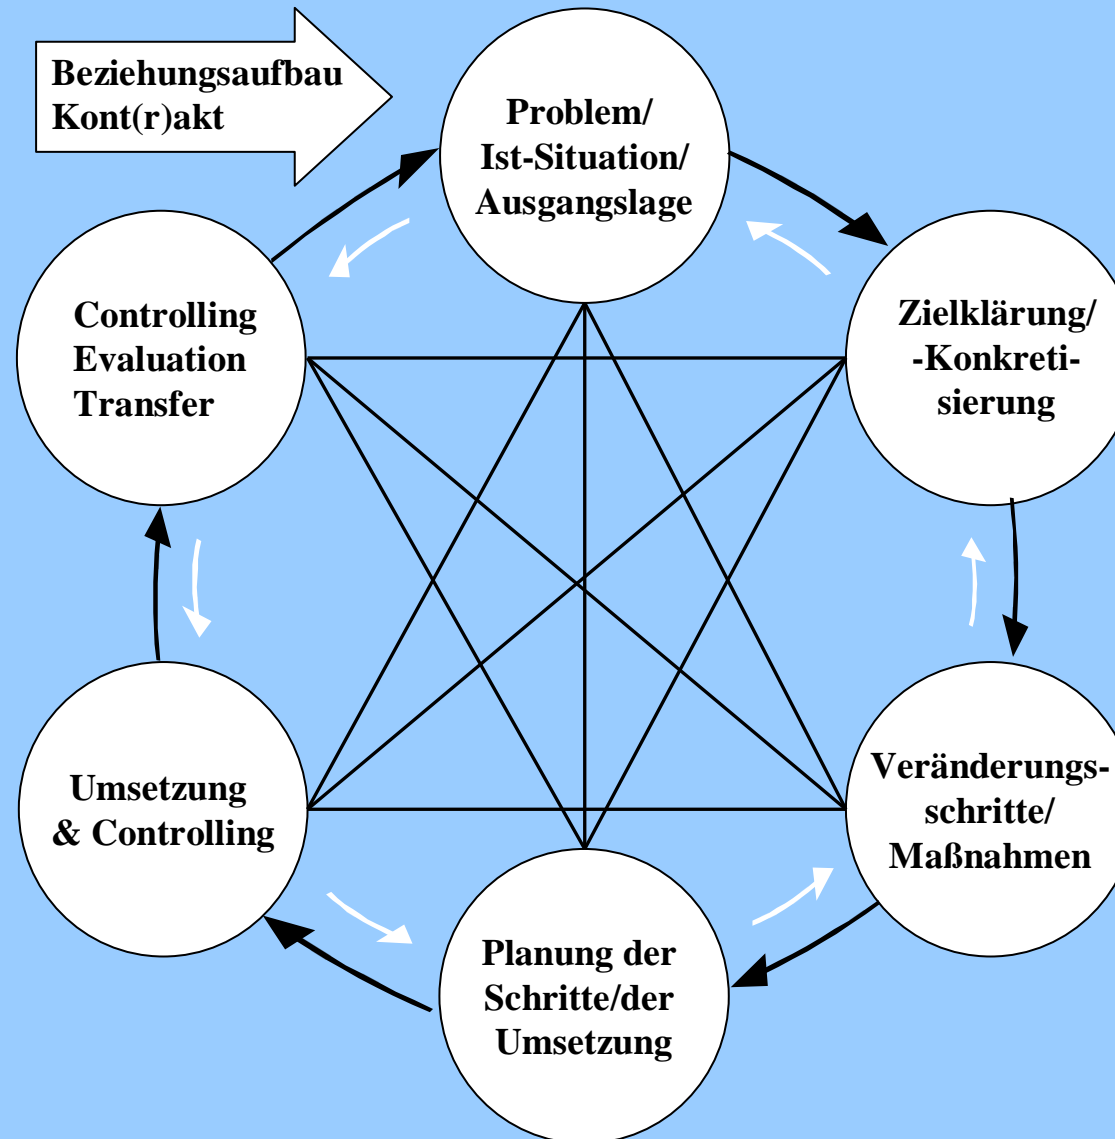 Beziehungsaufbau
Kont(r)akt
Problem/
Ist-Situation/
Ausgangslage
Zielklärung/
-Konkreti-
sierung
Veränderungs-
schritte/
Maßnahmen
Planung der
Schritte/der
Umsetzung
Umsetzung
& Controlling
Controlling
Evaluation
Transfer